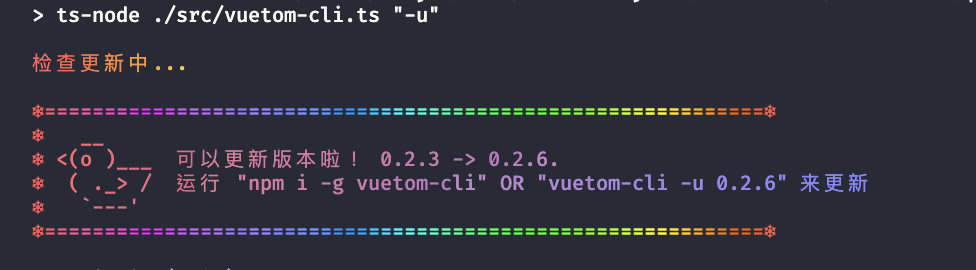 > ts-node ./src/vuetom-cli.ts "-u"
检查更新中...
❄============================================================❄
❄    __
❄ <(o )___  可以更新版本啦！ 0.2.3 -> 0.2.6.
❄  ( ._> /  运行 "npm i -g vuetom-cli" OR "vuetom-cli -u 0.2.6" 来更新
❄   `---'
❄============================================================❄